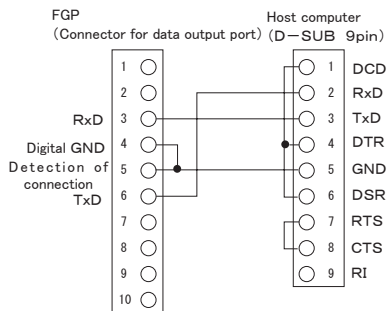 FGP
(Connector for data output port)
Host computer
(D-SUB 9pin)
1
2
RxD 3
Digital GND 4
Detection of
connection 5
TxD 6
7
8
9
10
1 DCD
2 RxD
3 TxD
4 DTR
5 GND
6 DSR
7 RTS
8 CTS
9 RI